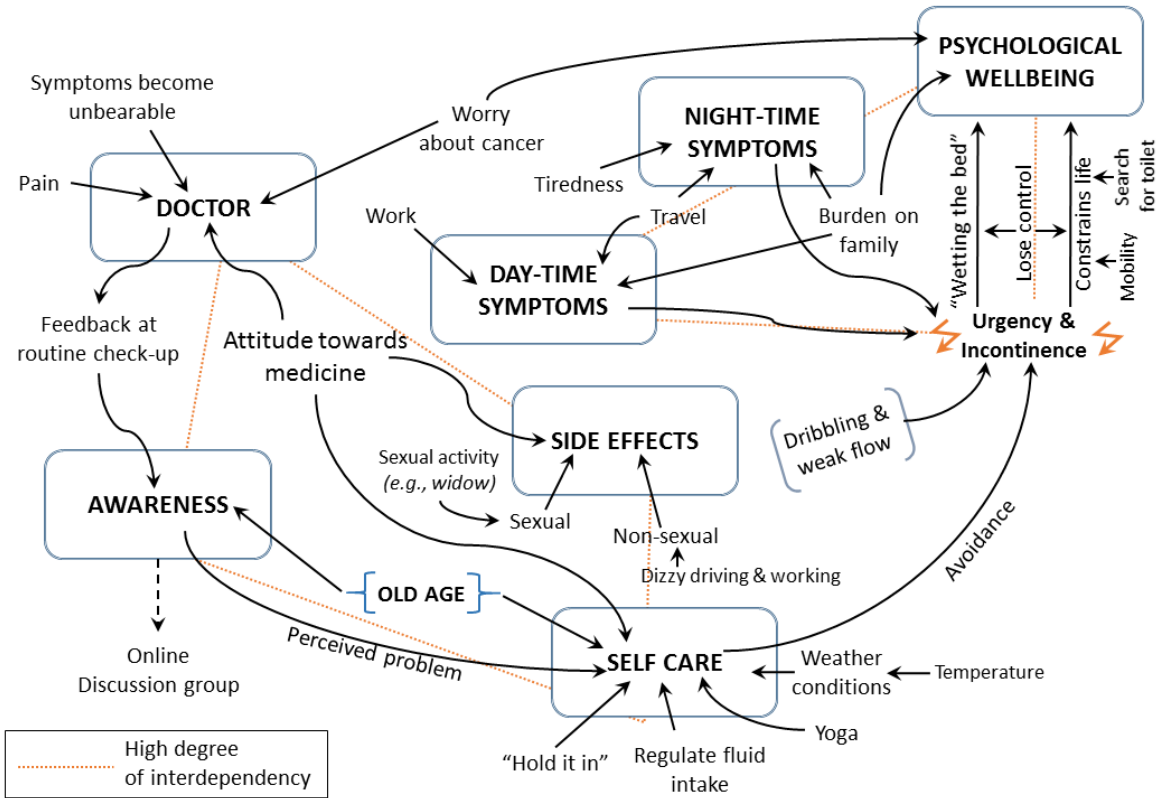 PSYCHOLOGICAL
WELLBEING
Symptoms become
unbearable
Worry
about cancer
NIGHT-TIME
SYMPTOMS
Pain
DOCTOR
Tiredness
Work
Travel
Burden on
family
"Wetting the bed"
Lose control
Constrains life
Search
for toilet
Mobility
DAY-TIME
SYMPTOMS
Urgency &
Incontinence
Feedback at
routine check-up
Attitude towards
medicine
Dribbling &
weak flow
SIDE EFFECTS
Sexual activity
(e.g., widow)
Sexual
Non-sexual
Dizzy driving & working
AWARENESS
OLD AGE
Avoidance
Perceived problem
Online
Discussion group
SELF CARE
Weather
conditions
Temperature
Yoga
"Hold it in"
Regulate fluid
intake
High degree
of interdependency